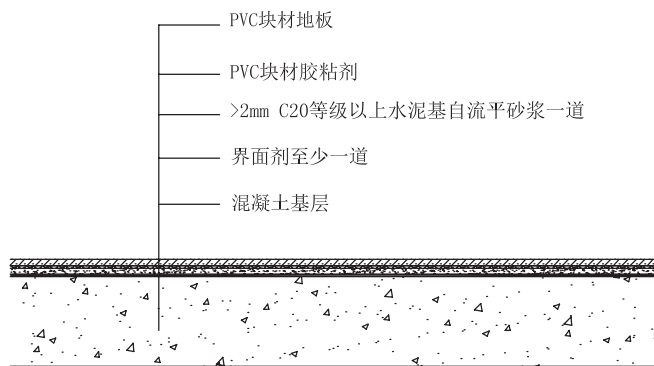 PVC块材地板
PVC块材胶粘剂
>2mm C20等级以上水泥基自流平砂浆一道
界面剂至少一道
混凝土基层